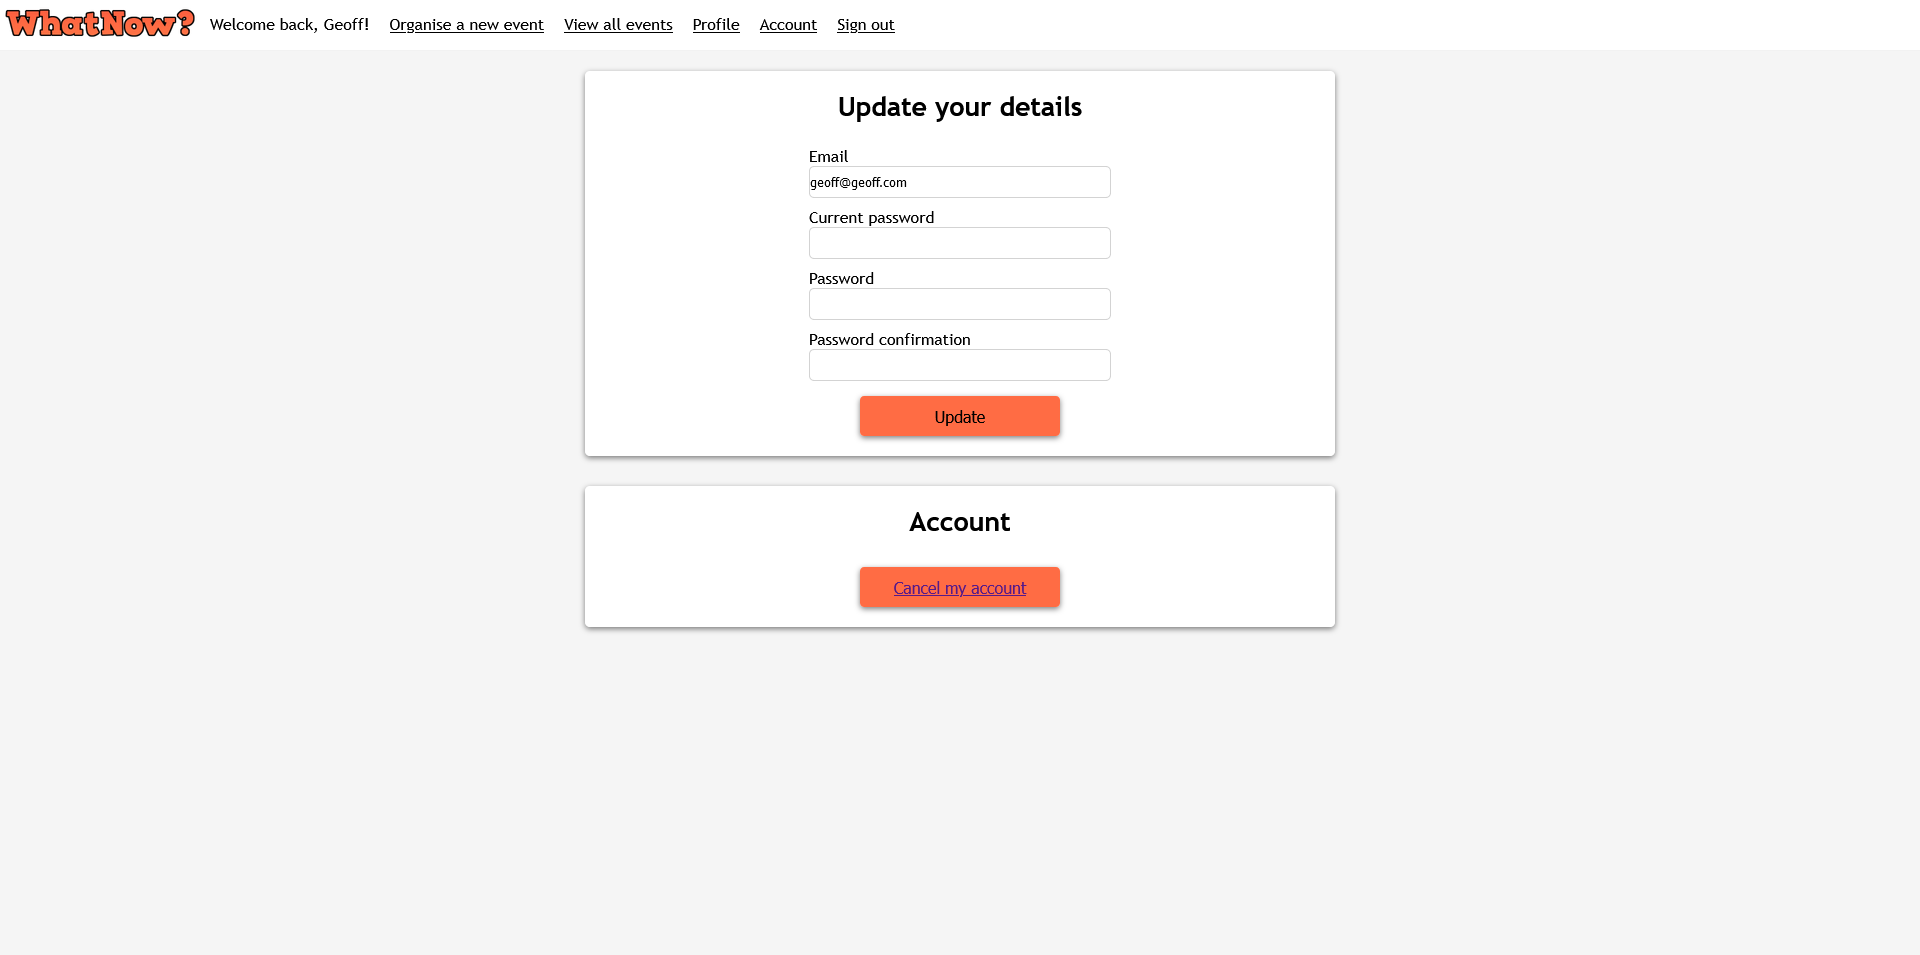 WhatNow? Welcome back, Geoff! Organise a new event View all events Profile Account Sign out
Update your details
Email
geoff@geoff.com
Current password
Password
Password confirmation
Update
Account
Cancel my account